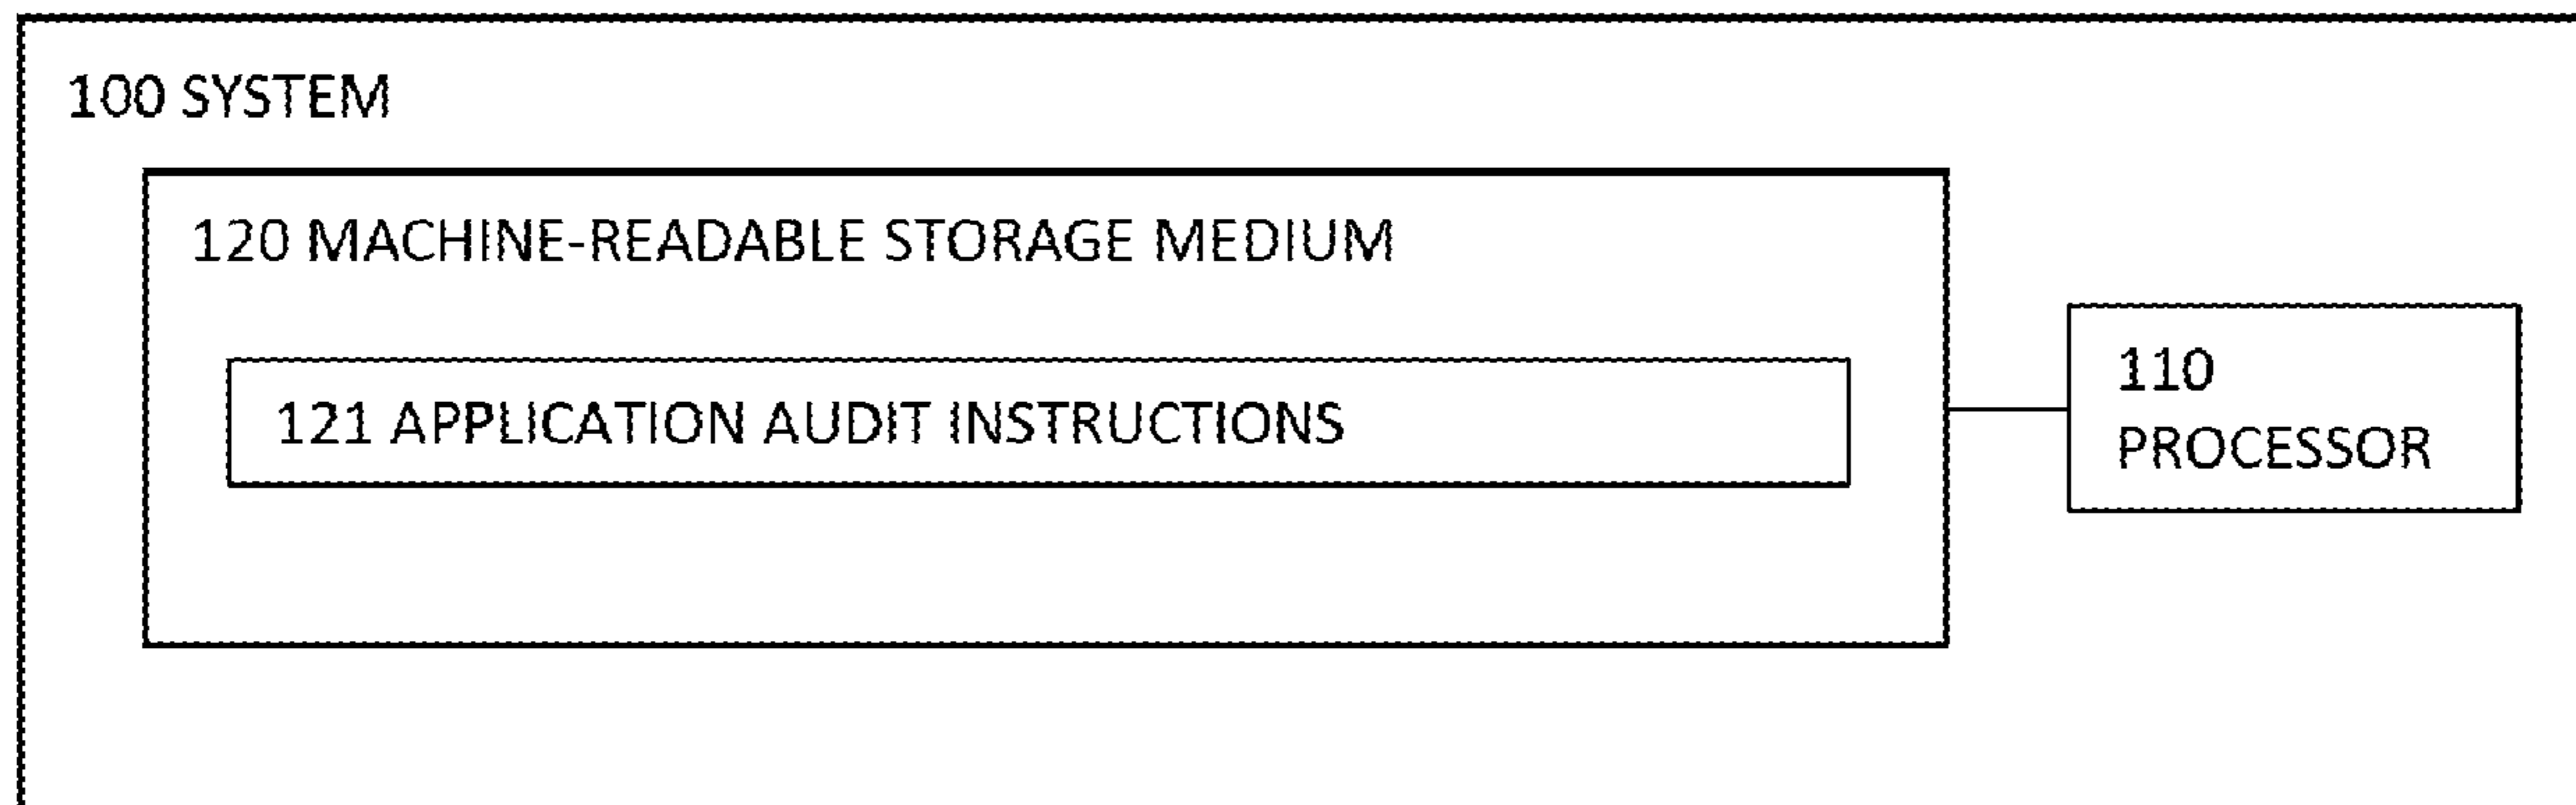 100 SYSTEM
120 MACHINE-READABLE STORAGE MEDIUM
121 APPLICATION AUDIT INSTRUCTIONS
110
PROCESSOR